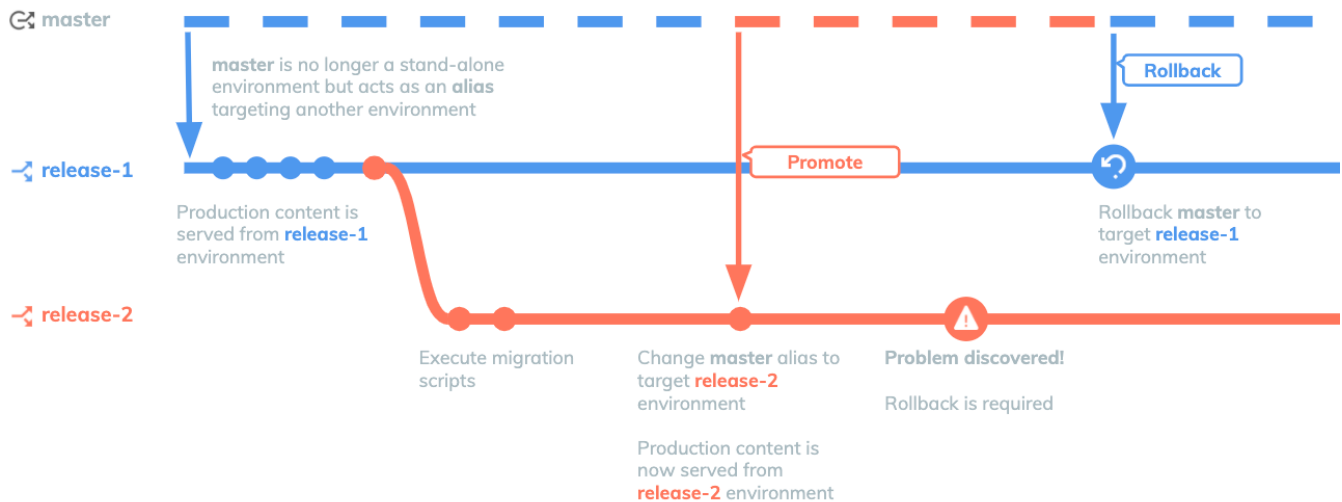 master
master is no longer a stand-alone
environment but acts as an alias
targeting another environment
Rollback
release-1
Promote
Production content is
served from release-1
environment
Rollback master to
target release-1
environment
release-2
Execute migration
scripts
Change master alias to
target release-2
environment
Production content is
now served from
release-2 environment
Problem discovered!
Rollback is required